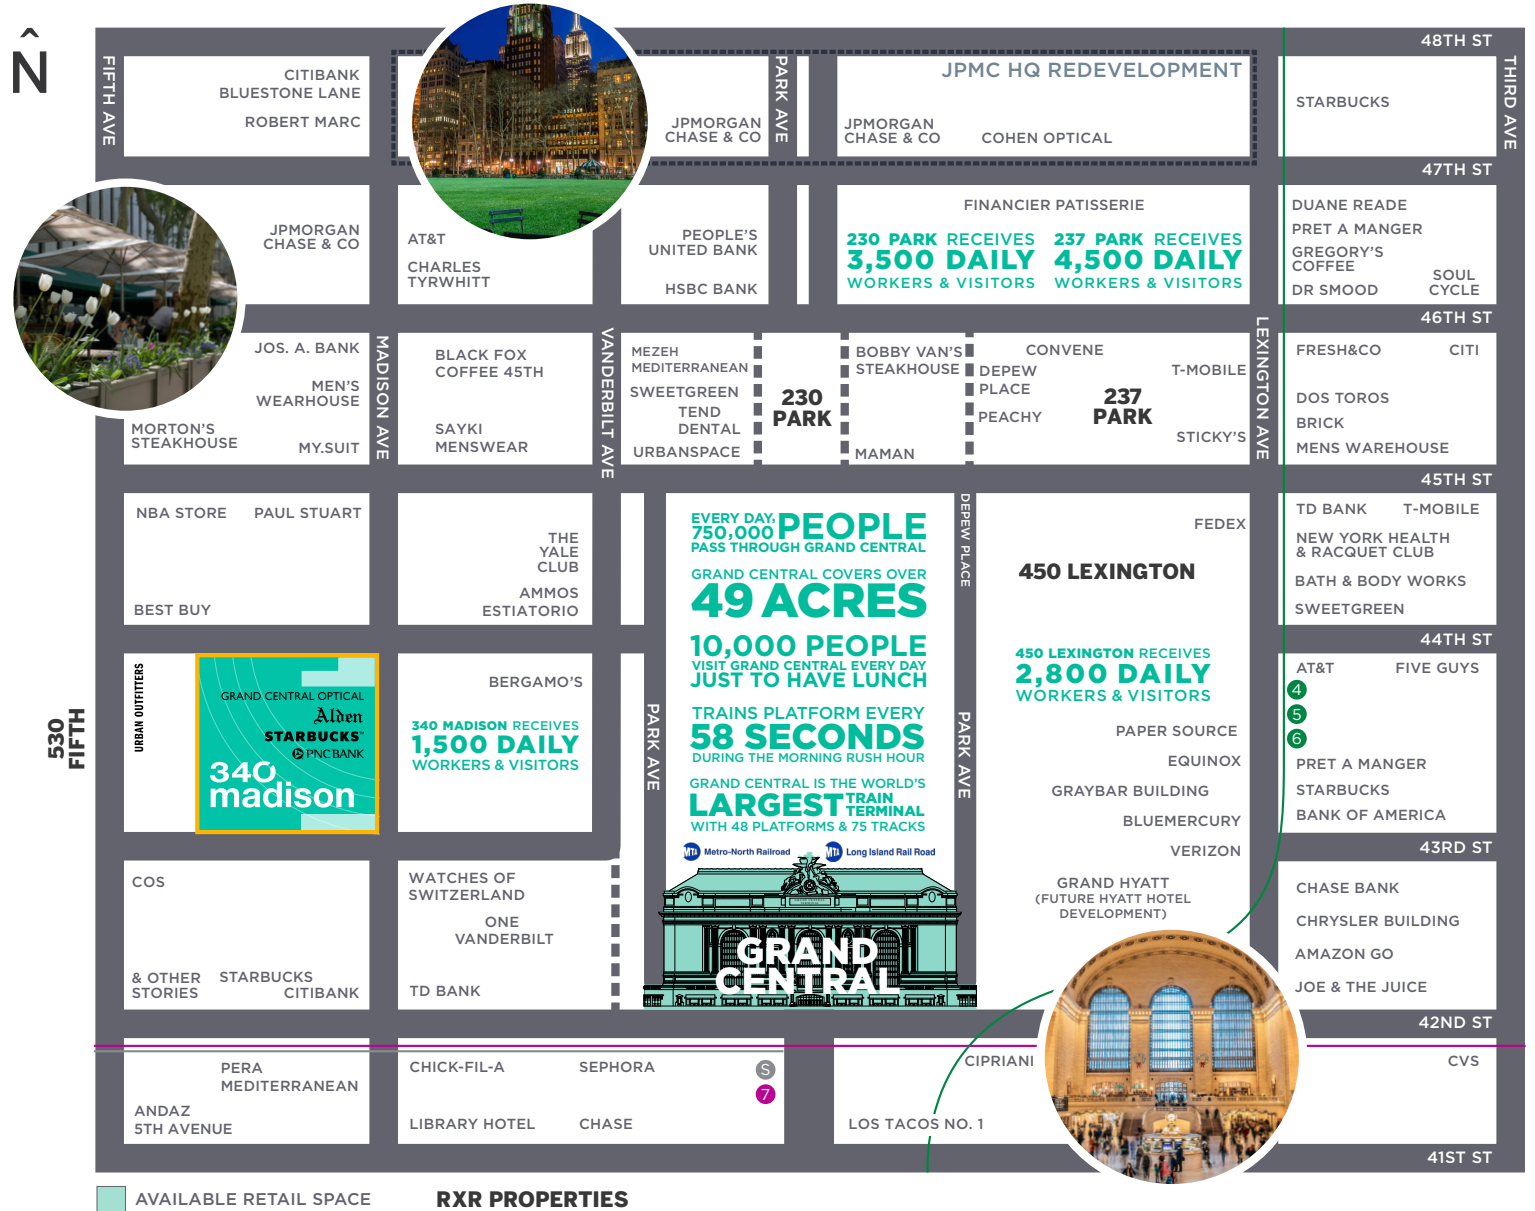 N
48TH ST
FIFTH AVE
CITIBANK
BLUESTONE LANE
ROBERT MARC
JPMORGAN
CHASE & CO
PARK AVE
JPMC HQ REDEVELOPMENT
JPMORGAN
CHASE & CO
COHEN OPTICAL
STARBUCKS
THIRD AVE
47TH ST
JPMORGAN
CHASE & CO
AT&T
CHARLES
TYRWHITT
PEOPLE'S
UNITED BANK
HSBC BANK
FINANCIER PATISSERIE
230 PARK RECEIVES
3,500 DAILY
WORKERS & VISITORS
237 PARK RECEIVES
4,500 DAILY
WORKERS & VISITORS
DUANE READE
PRET A MANGER
GREGORY'S
COFFEE
DR SMOOD
SOUL
CYCLE
46TH ST
JOS. A. BANK
MEN'S
WEARHOUSE
MORTON'S
STEAKHOUSE
MY.SUIT
MADISON AVE
BLACK FOX
COFFEE 45TH
SAYKI
MENSWEAR
VANDERBILT AVE
MEZEH
MEDITERRANEAN
SWEETGREEN
TEND
DENTAL
URBANSPACE
230
PARK
BOBBY VAN'S
STEAKHOUSE
MAMAN
CONVENE
DEPEW
PLACE
PEACHY
237
PARK
T-MOBILE
STICKY'S
LEXINGTON AVE
FRESH&CO
CITI
DOS TOROS
BRICK
MENS WAREHOUSE
45TH ST
NBA STORE
PAUL STUART
BEST BUY
THE
YALE
CLUB
AMMOS
ESTIATORIO
EVERY DAY,
750,000 PEOPLE
PASS THROUGH GRAND CENTRAL
GRAND CENTRAL COVERS OVER
49 ACRES
10,000 PEOPLE
VISIT GRAND CENTRAL EVERY DAY
JUST TO HAVE LUNCH
TRAINS PLATFORM EVERY
58 SECONDS
DURING THE MORNING RUSH HOUR
GRAND CENTRAL IS THE WORLD'S
LARGEST TRAIN
TERMINAL
WITH 48 PLATFORMS & 75 TRACKS
MTA Metro-North Railroad
MTA Long Island Rail Road
GRAND
CENTRAL
DEPEW PLACE
FEDEX
450 LEXINGTON
450 LEXINGTON RECEIVES
2,800 DAILY
WORKERS & VISITORS
PAPER SOURCE
EQUINOX
GRAYBAR BUILDING
BLUEMERCURY
VERIZON
GRAND HYATT
(FUTURE HYATT HOTEL
DEVELOPMENT)
TD BANK
T-MOBILE
NEW YORK HEALTH
& RACQUET CLUB
BATH & BODY WORKS
SWEETGREEN
44TH ST
530
FIFTH
URBAN OUTFITTERS
GRAND CENTRAL OPTICAL
Alden
STARBUCKS™
PNC BANK
340
madison
BERGAMO'S
340 MADISON RECEIVES
1,500 DAILY
WORKERS & VISITORS
PARK AVE
PARK AVE
AT&T
FIVE GUYS
4
5
6
PRET A MANGER
STARBUCKS
BANK OF AMERICA
43RD ST
COS
& OTHER
STORIES
STARBUCKS
CITIBANK
WATCHES OF
SWITZERLAND
ONE
VANDERBILT
TD BANK
CHASE BANK
CHRYSLER BUILDING
AMAZON GO
JOE & THE JUICE
42ND ST
PERA
MEDITERRANEAN
ANDAZ
5TH AVENUE
CHICK-FIL-A
SEPHORA
S
7
LIBRARY HOTEL
CHASE
CIPRIANI
LOS TACOS NO. 1
CVS
41ST ST
AVAILABLE RETAIL SPACE
RXR PROPERTIES